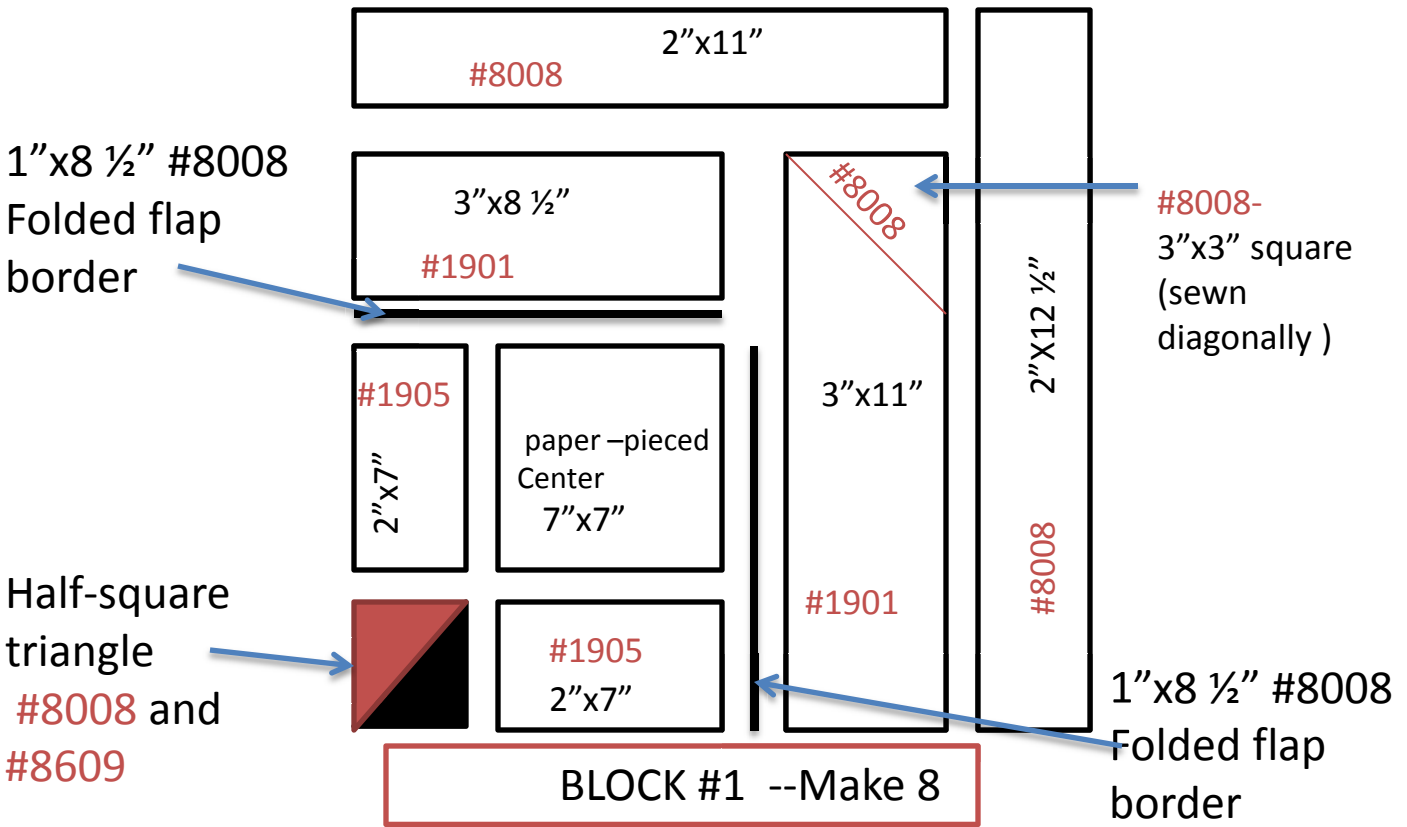 2”x11”
#8008
1”x8 ½” #8008
Folded flap
border
3”x8 ½”
#1901
#8008
#8008-
3”x3” square
(sewn
diagonally )
2”X12 ½”
#8008
#1905
2”x7”
paper –pieced
Center
7”x7”
3”x11”
#1901
Half-square
triangle
#8008 and
#8609
#1905
2”x7”
1”x8 ½” #8008
Folded flap
border
BLOCK #1  --Make 8